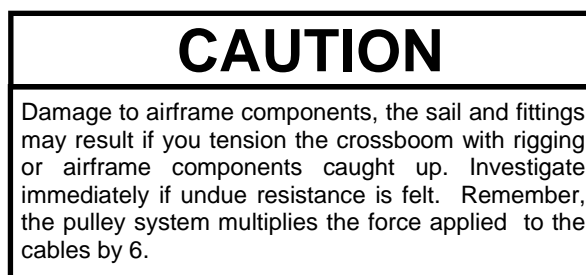 CAUTION
Damage to airframe components, the sail and fittings
may result if you tension the crossboom with rigging
or airframe components caught up. Investigate
immediately if undue resistance is felt. Remember,
the pulley system multiplies the force applied to the
cables by 6.